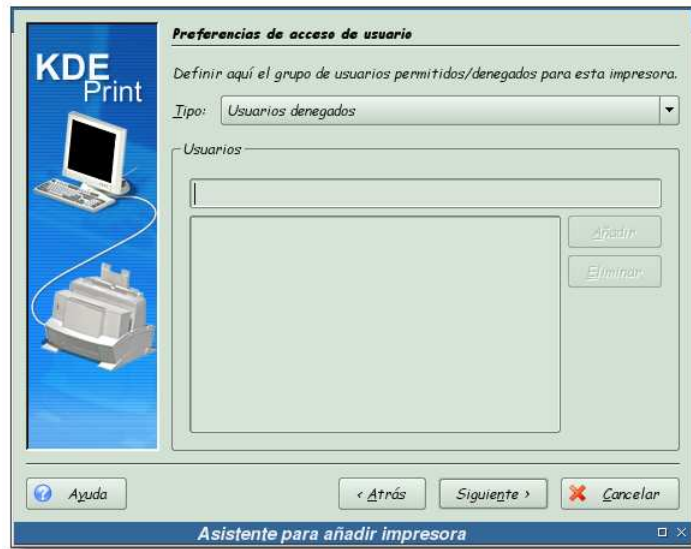 KDE
Print
Preferencias de acceso de usuario
Definir aquí el grupo de usuarios permitidos/denegados para esta impresora.
Tipo: Usuarios denegados
Usuarios
Añadir
Eliminar
Ayuda
‹ Atrás
Siguiente ›
Cancelar
Asistente para añadir impresora